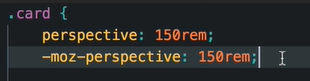 .card {
perspective: 150rem;
-moz-perspective: 150rem;